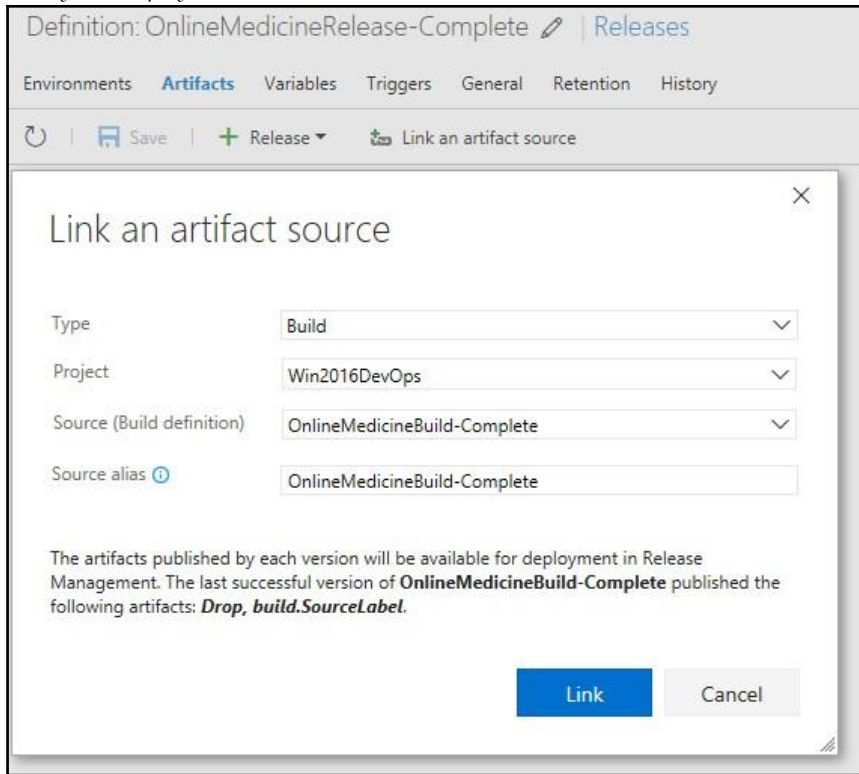 Definition: OnlineMedicineRelease-Complete | Releases
Environments Artifacts Variables Triggers General Retention History
Save | + Release Link an artifact source
Link an artifact source
Type Build
Project Win2016DevOps
Source (Build definition) OnlineMedicineBuild-Complete
Source alias OnlineMedicineBuild-Complete
The artifacts published by each version will be available for deployment in Release
Management. The last successful version of OnlineMedicineBuild-Complete published the
following artifacts: Drop, build.SourceLabel.
Link Cancel